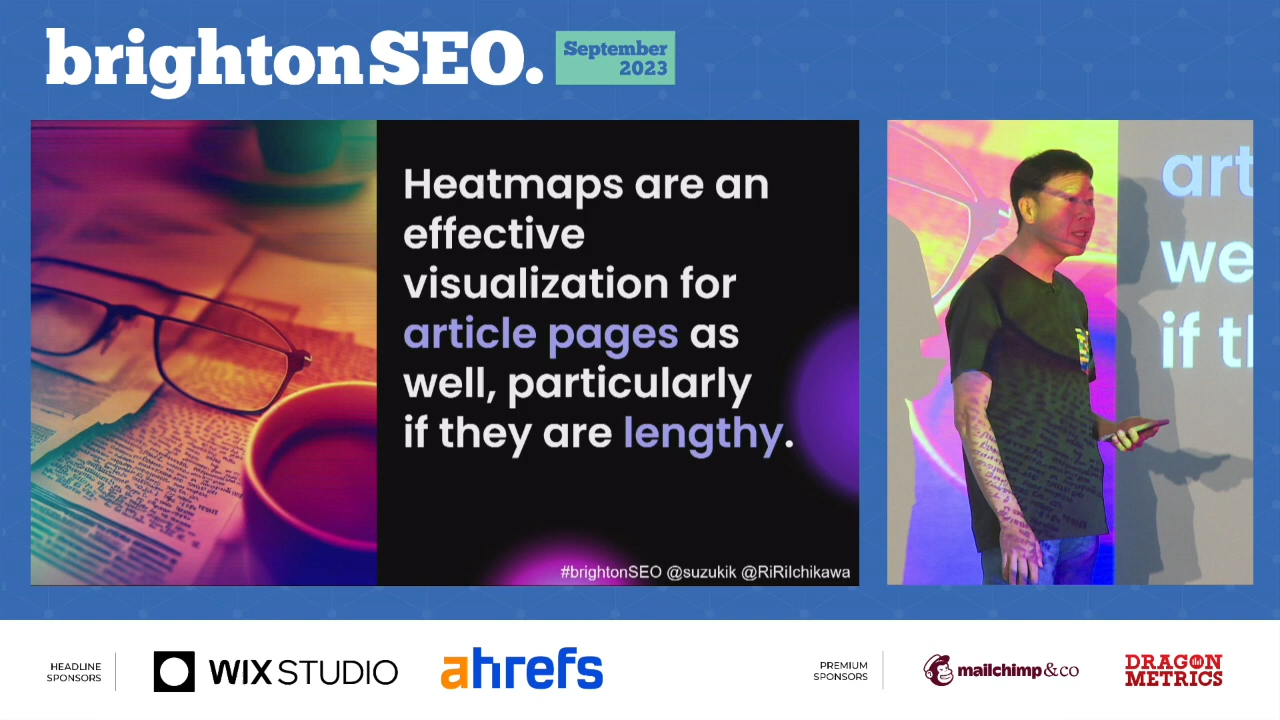 brightonSEO.
September
2023
Heatmaps are an
effective
visualization for
article pages as
well, particularly
if they are lengthy.
#brightonSEO @suzukik @RiRiIchikawa
art
we
if t
HEADLINE
SPONSORS
WIX STUDIO
ahrefs
PREMIUM
SPONSORS
mailchimp&co
DRAGON
METRICS